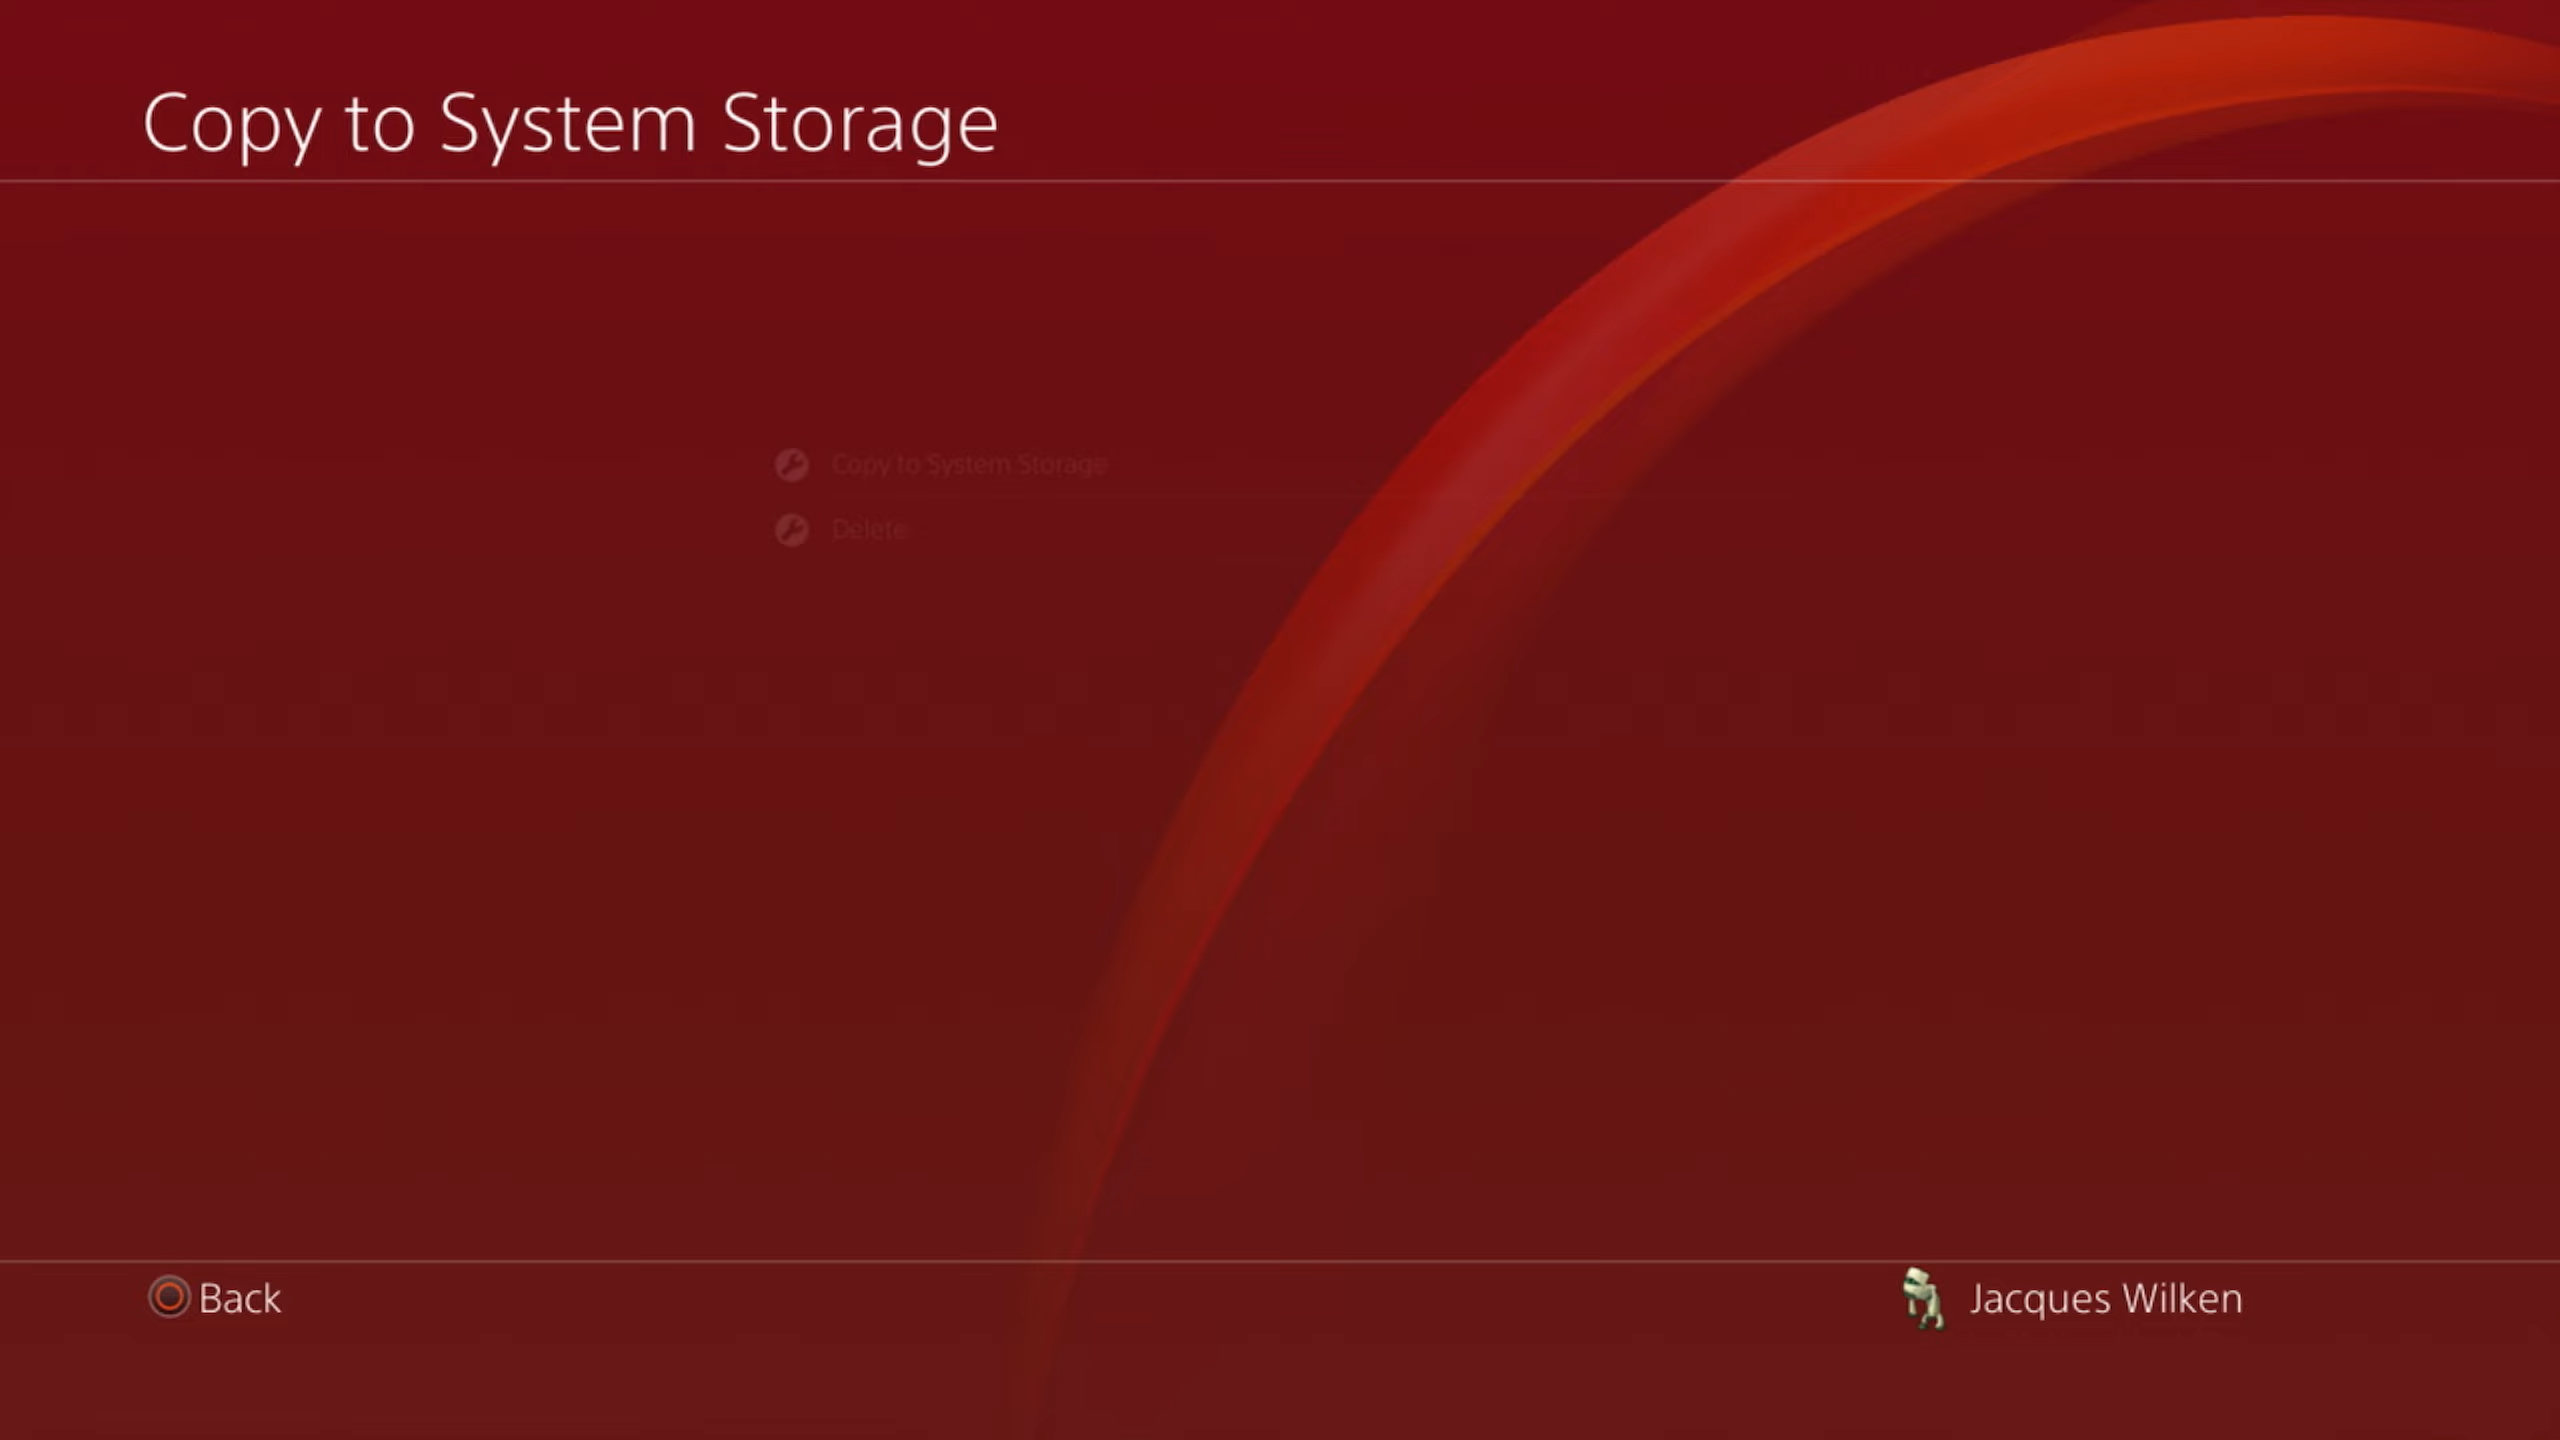 Copy to System Storage
Copy to System Storage
Delete
Back
Jacques Wilken